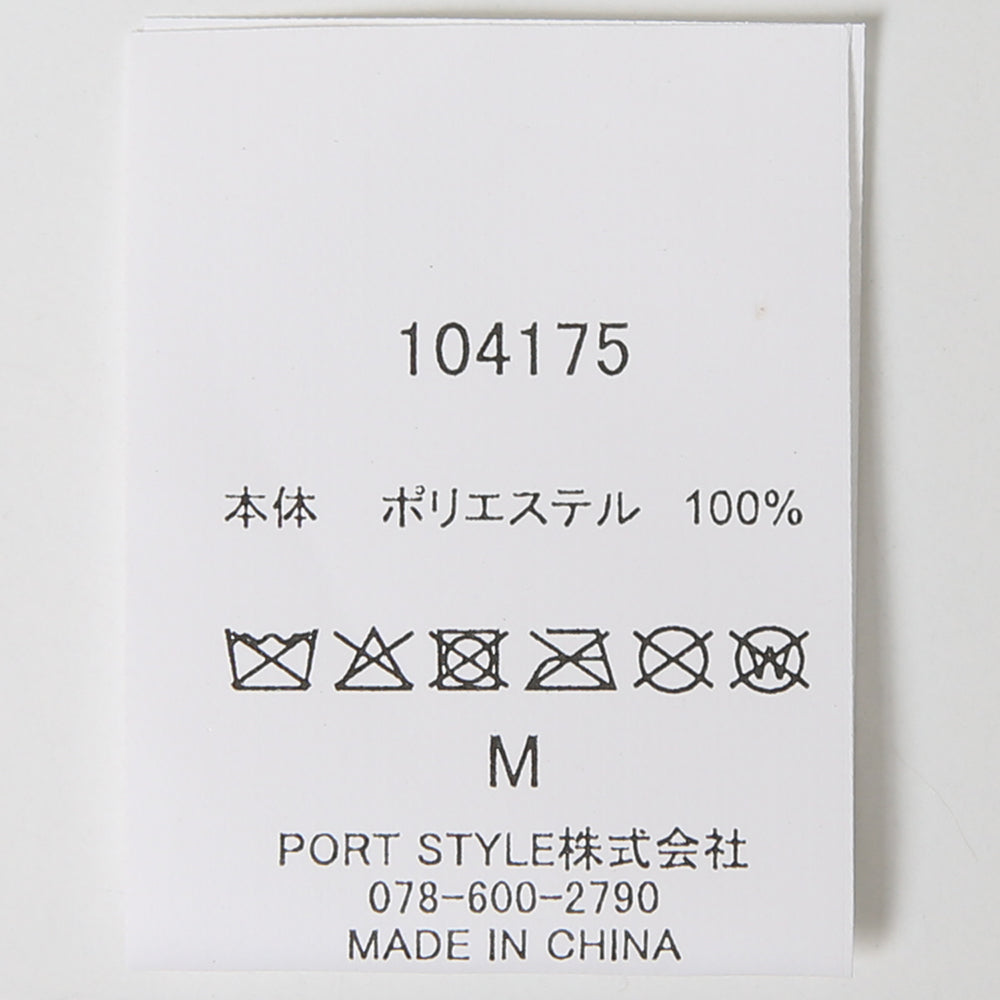 104175
本体 ポリエステル 100%
W
M
PORT STYLE株式会社
078-600-2790
MADE IN CHINA